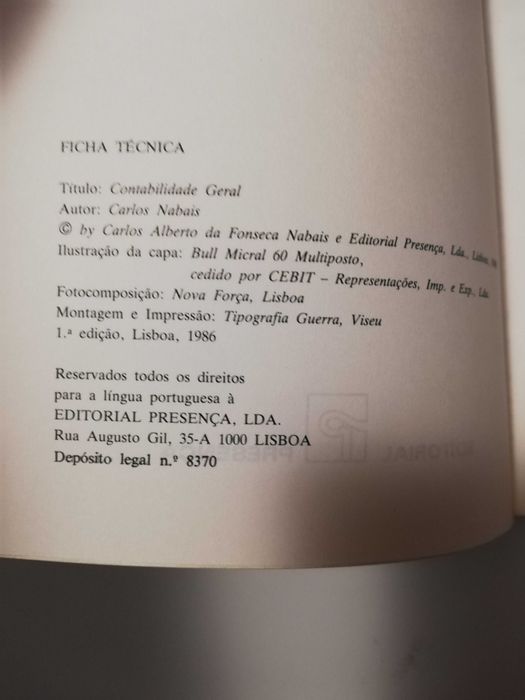 FICHA TÉCNICA
Título: Contabilidade Geral
Autor: Carlos Nabais
© by Carlos Alberto da Fonseca Nabais e Editorial Presença, Lda., Lisboa,
Ilustração da capa: Bull Micral 60 Multiposto,
cedido por CEBIT – Representações, Imp. e Exp., Lda.
Fotocomposição: Nova Força, Lisboa
Montagem e Impressão: Tipografia Guerra, Viseu
1.ª edição, Lisboa, 1986
Reservados todos os direitos
para a língua portuguesa à
EDITORIAL PRESENÇA, LDA.
Rua Augusto Gil, 35-A 1000 LISBOA
Depósito legal n.º 8370